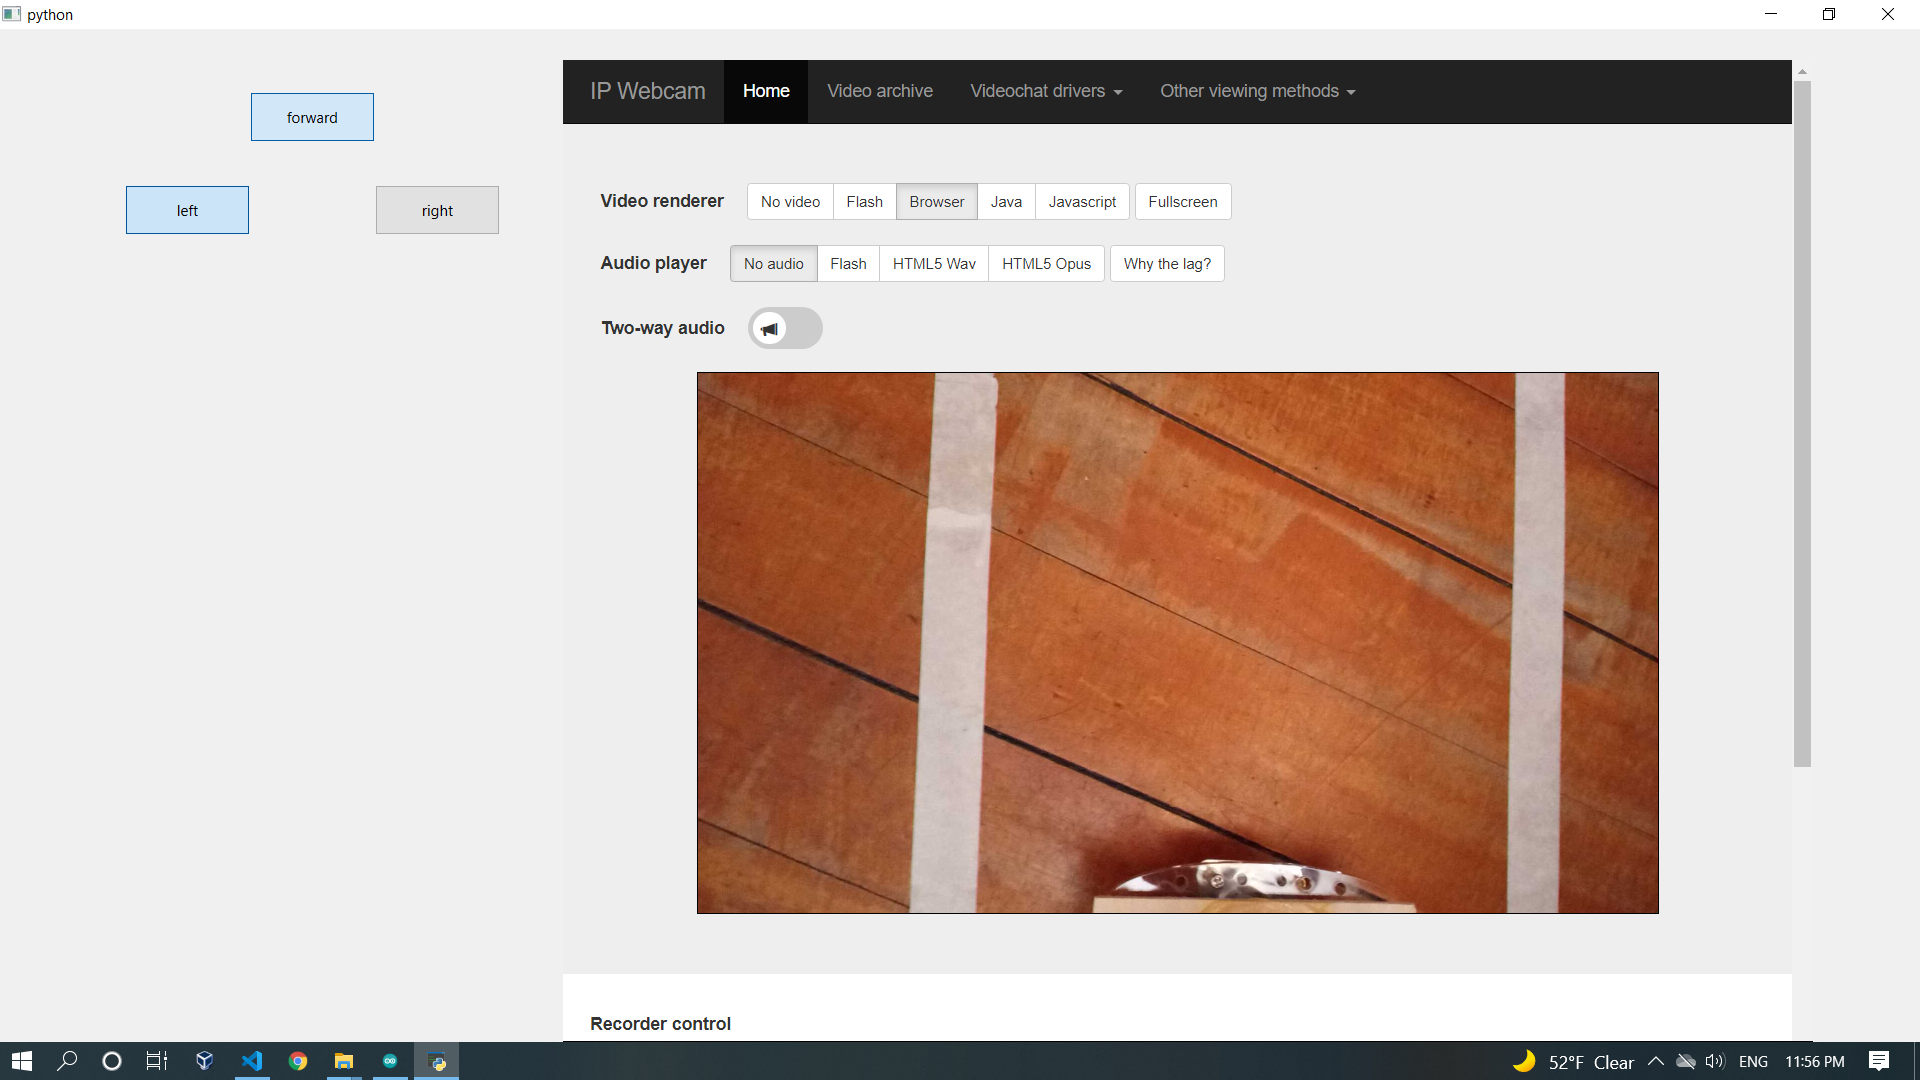 python
forward
left
right
IP Webcam Home Video archive Videochat drivers Other viewing methods
Video renderer No video Flash Browser Java Javascript Fullscreen
Audio player No audio Flash HTML5 Wav HTML5 Opus Why the lag?
Two-way audio
Recorder control
52°F Clear ENG 11:56 PM